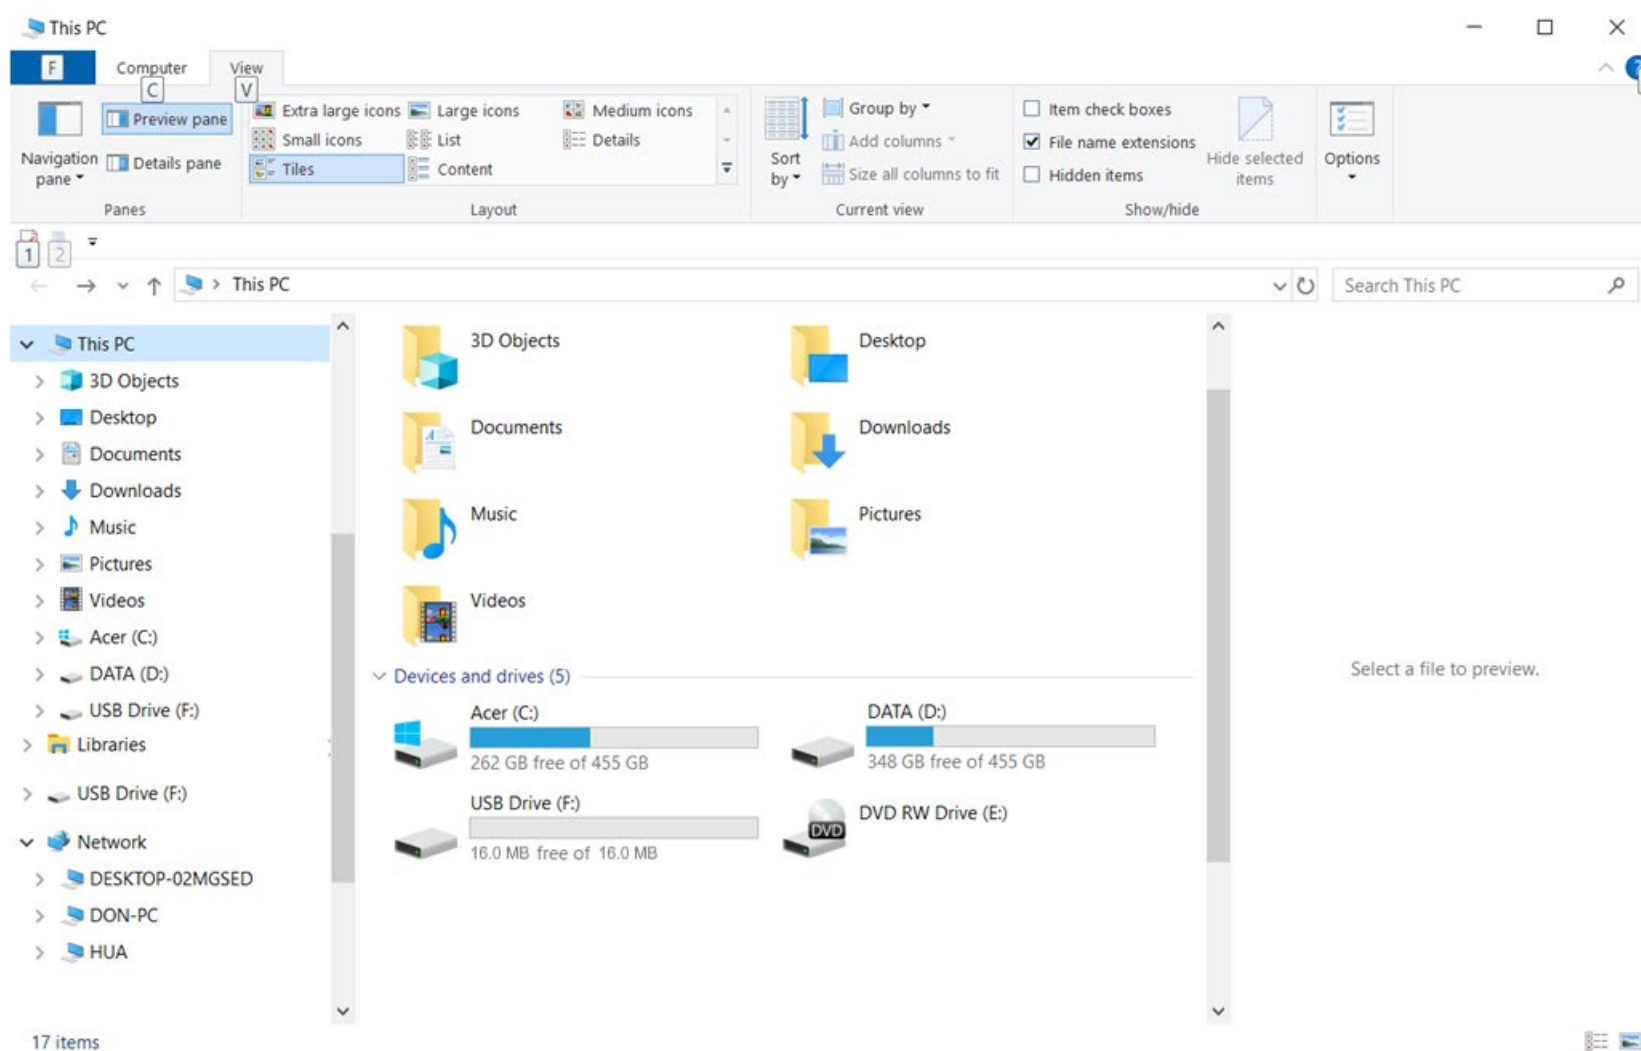 This PC
F
Computer
View
C
V
?
Navigation pane
Preview pane
Details pane
Panes
Extra large icons
Large icons
Medium icons
Small icons
List
Details
Tiles
Content
Layout
Sort by
Group by
Add columns
Size all columns to fit
Current view
Item check boxes
File name extensions
Hidden items
Hide selected items
Show/hide
Options
1
2
This PC
Search This PC
This PC
3D Objects
Desktop
Documents
Downloads
Music
Pictures
Videos
Acer (C:)
DATA (D:)
USB Drive (F:)
Libraries
USB Drive (F:)
Network
DESKTOP-02MGSED
DON-PC
HUA
3D Objects
Desktop
Documents
Downloads
Music
Pictures
Videos
Devices and drives (5)
Acer (C:)
262 GB free of 455 GB
DATA (D:)
348 GB free of 455 GB
USB Drive (F:)
16.0 MB free of 16.0 MB
DVD
DVD RW Drive (E:)
Select a file to preview.
17 items